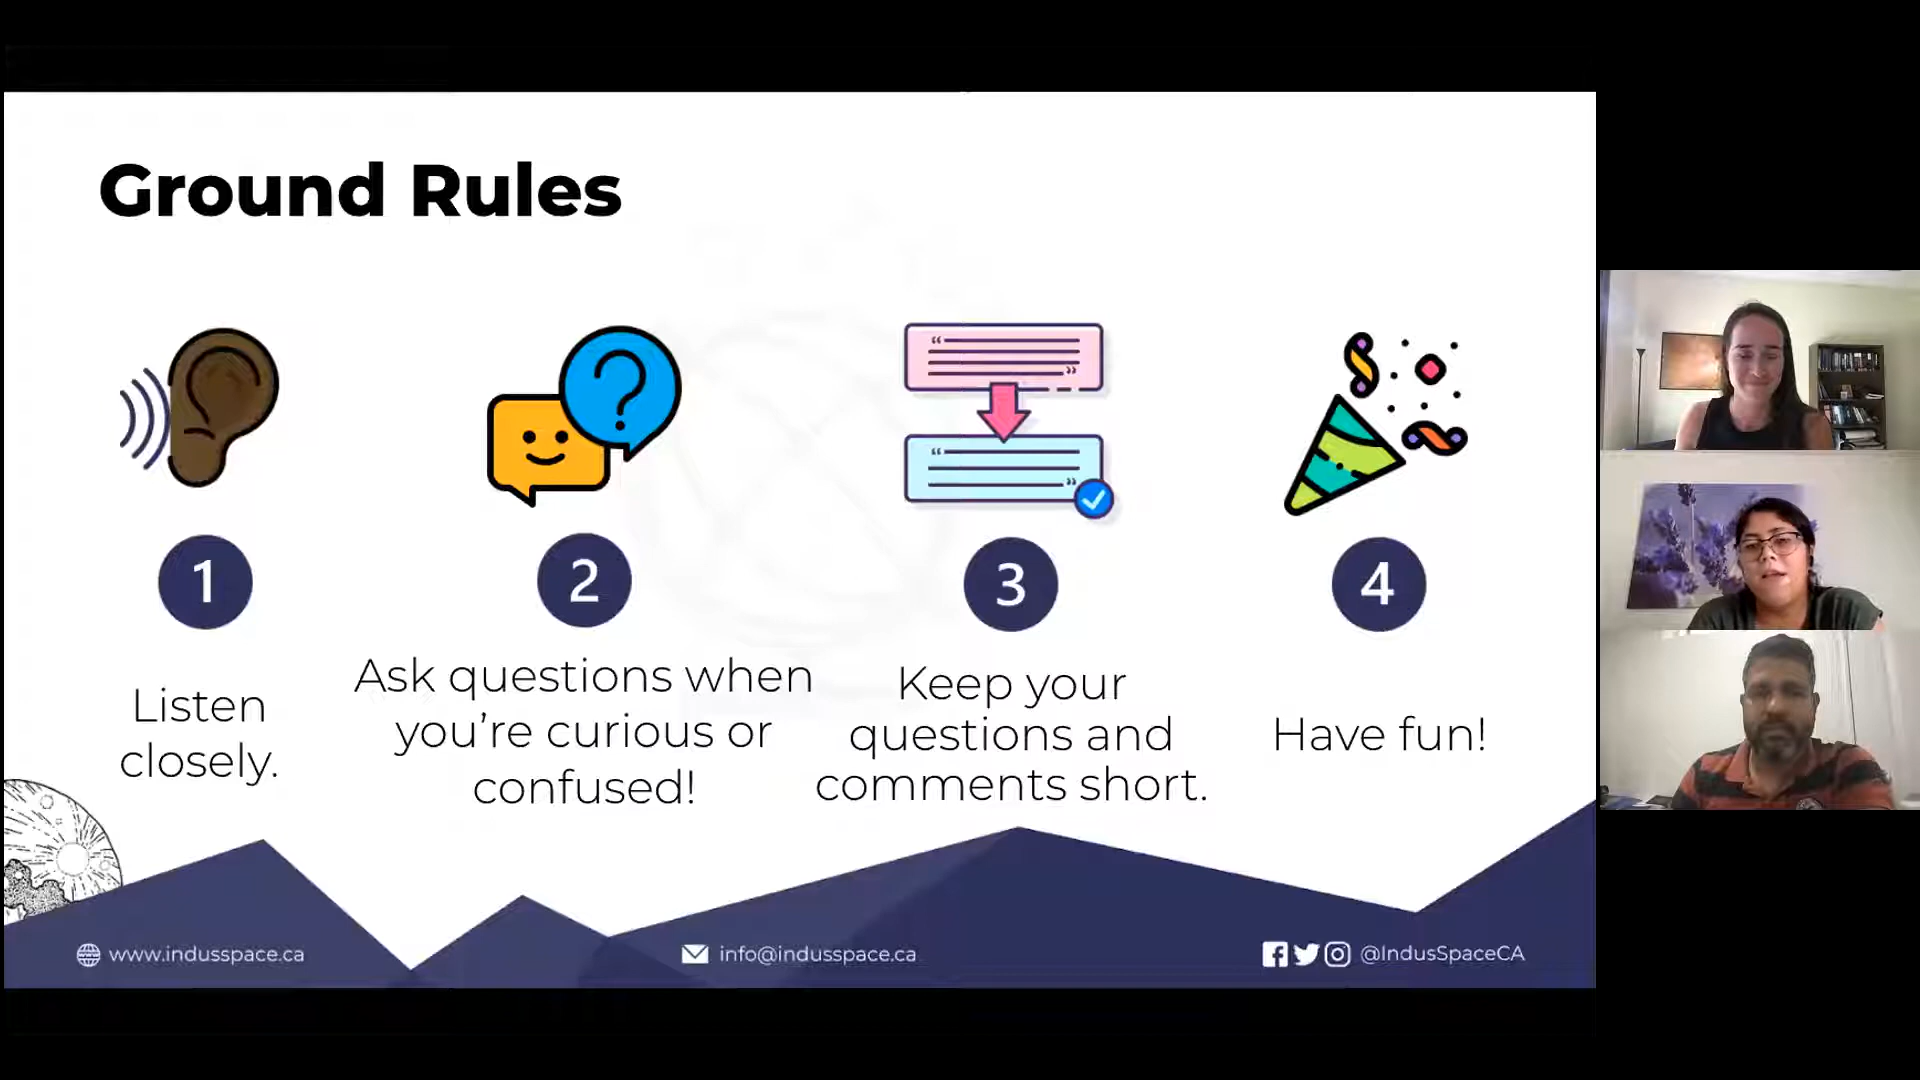 Ground Rules
1
Listen
closely.
2
Ask questions when
you’re curious or
confused!
3
Keep your
questions and
comments short.
4
Have fun!
www.indusspace.ca
info@indusspace.ca
@IndusSpaceCA